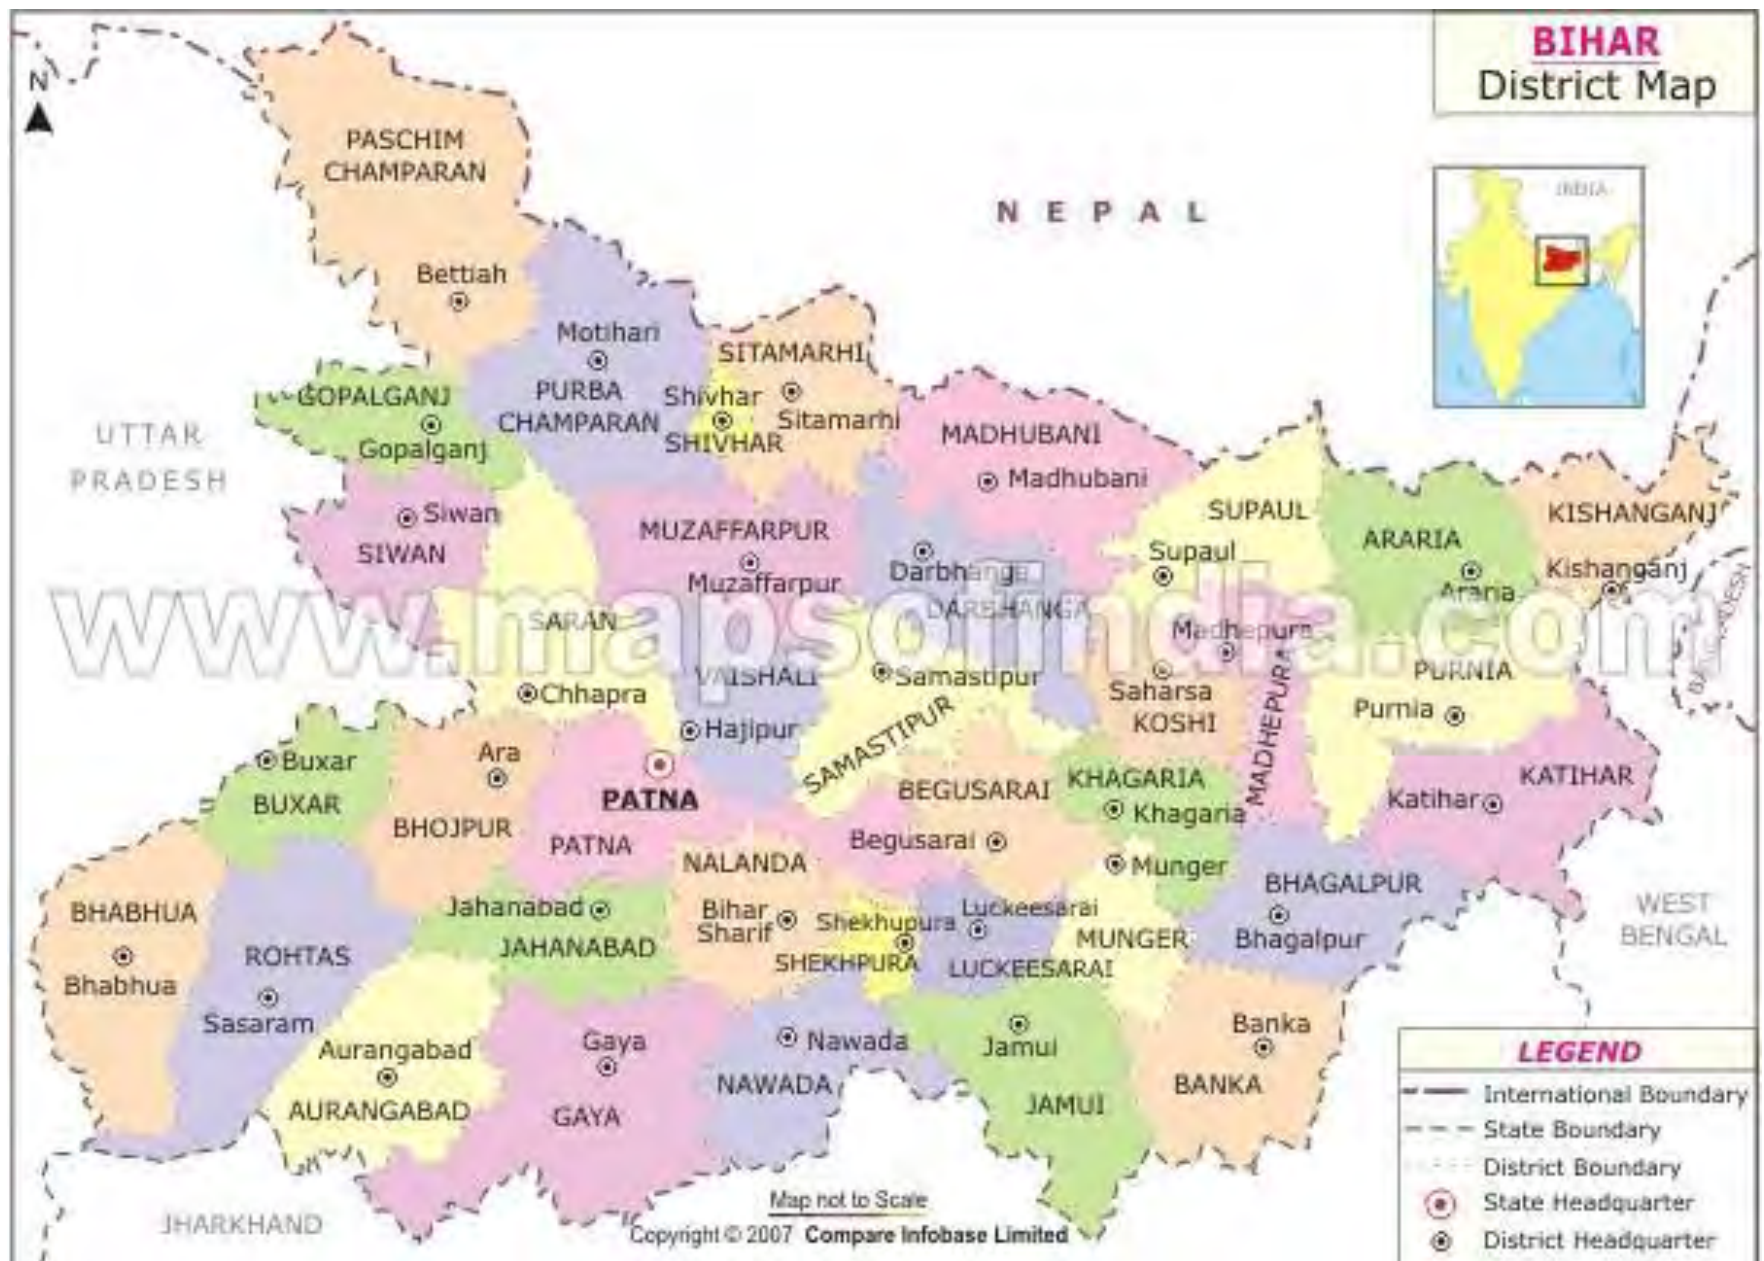 BIHAR
District Map
N
INDIA
PASCHIM
CHAMPARAN
NEPAL
Bettiah
Motihari
PURBA
CHAMPARAN
SITAMARHI
Sitamarhi
Shivhar
SHIVHAR
GOPALGANJ
Gopalganj
UTTAR
PRADESH
MADHUBANI
Madhubani
Siwan
SIWAN
MUZAFFARPUR
Muzaffarpur
SUPAUL
Supaul
ARARIA
KISHANGANJ
Kishanganj
Darbhanga
DARBHANGA
www.mapsofindia.com
SARAN
Chhapra
VAISHALI
Hajipur
Samastipur
SAMASTIPUR
Madhepura
MADHEPURA
Saharsa
KOSHI
PURNIA
Purnia
Buxar
BUXAR
Ara
BHOJPUR
PATNA
PATNA
BEGUSARAI
Begusarai
KHAGARIA
Khagaria
KATIHAR
Katihar
NALANDA
Bihar
Sharif
Munger
MUNGER
BHAGALPUR
Bhagalpur
WEST
BENGAL
BHABHUA
Bhabhua
ROHTAS
Sasaram
Jahanabad
JAHANABAD
Shekhupura
SHEKHPURA
Luckeesarai
LUCKEESARAI
Aurangabad
AURANGABAD
Gaya
GAYA
Nawada
NAWADA
Jamui
JAMUI
Banka
BANKA
JHARKHAND
LEGEND
International Boundary
State Boundary
District Boundary
State Headquarter
District Headquarter
Map not to Scale
Copyright © 2007 Compare Infobase Limited